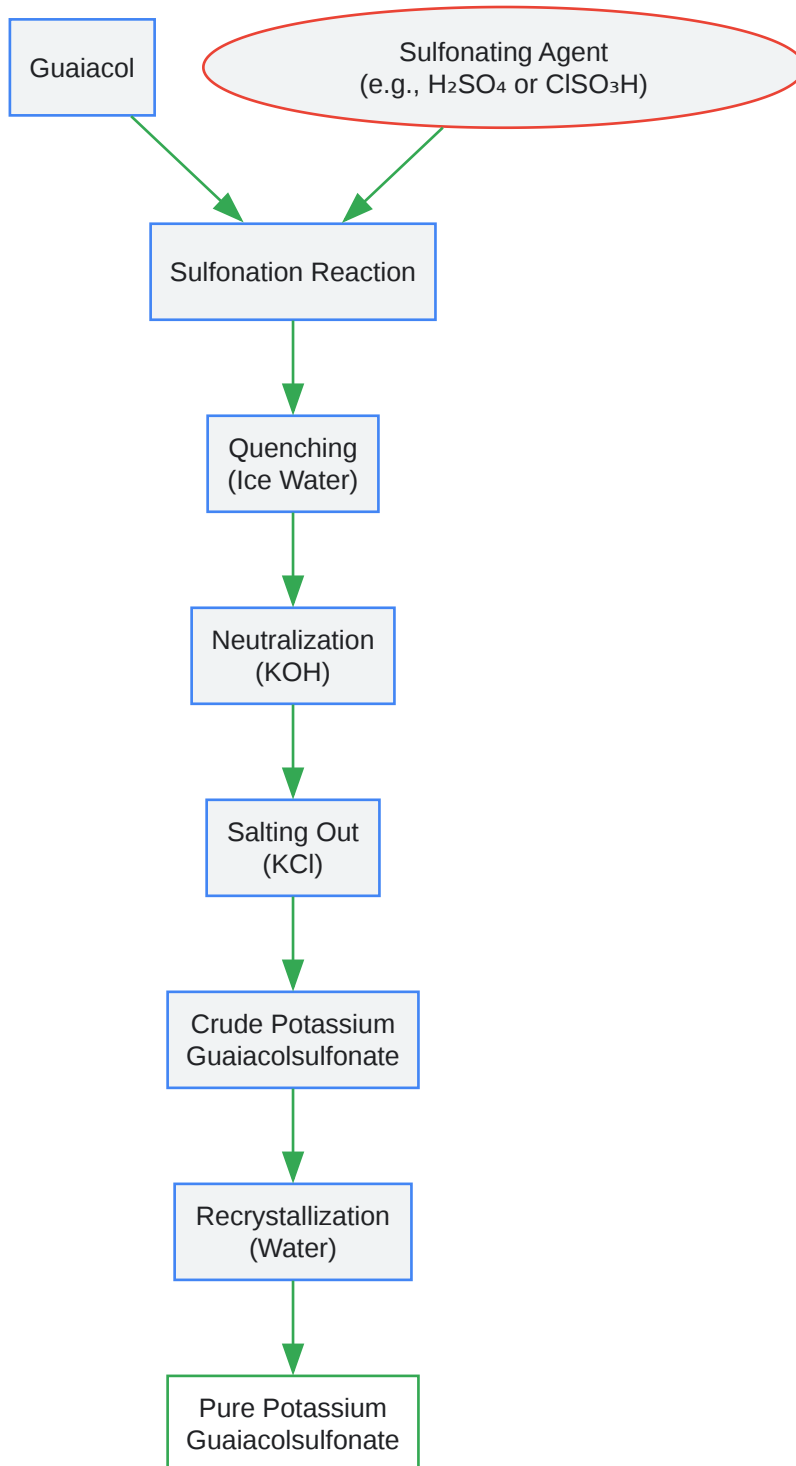 Guaiacol
Sulfonating Agent
(e.g., H₂SO₄ or ClSO₃H)
Sulfonation Reaction
Quenching
(Ice Water)
Neutralization
(KOH)
Salting Out
(KCl)
Crude Potassium
Guaiacolsulfonate
Recrystallization
(Water)
Pure Potassium
Guaiacolsulfonate